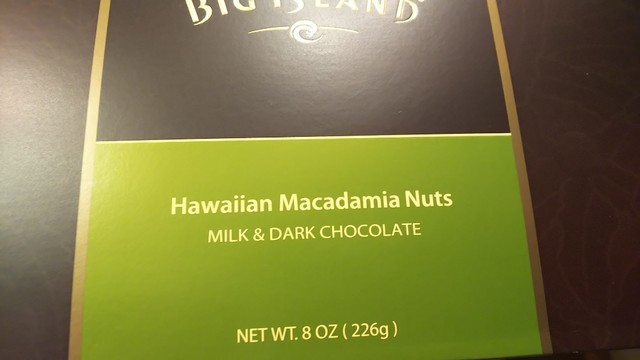 BIG ISLAND
Hawaiian Macadamia Nuts
MILK & DARK CHOCOLATE
NET WT. 8 OZ ( 226g )